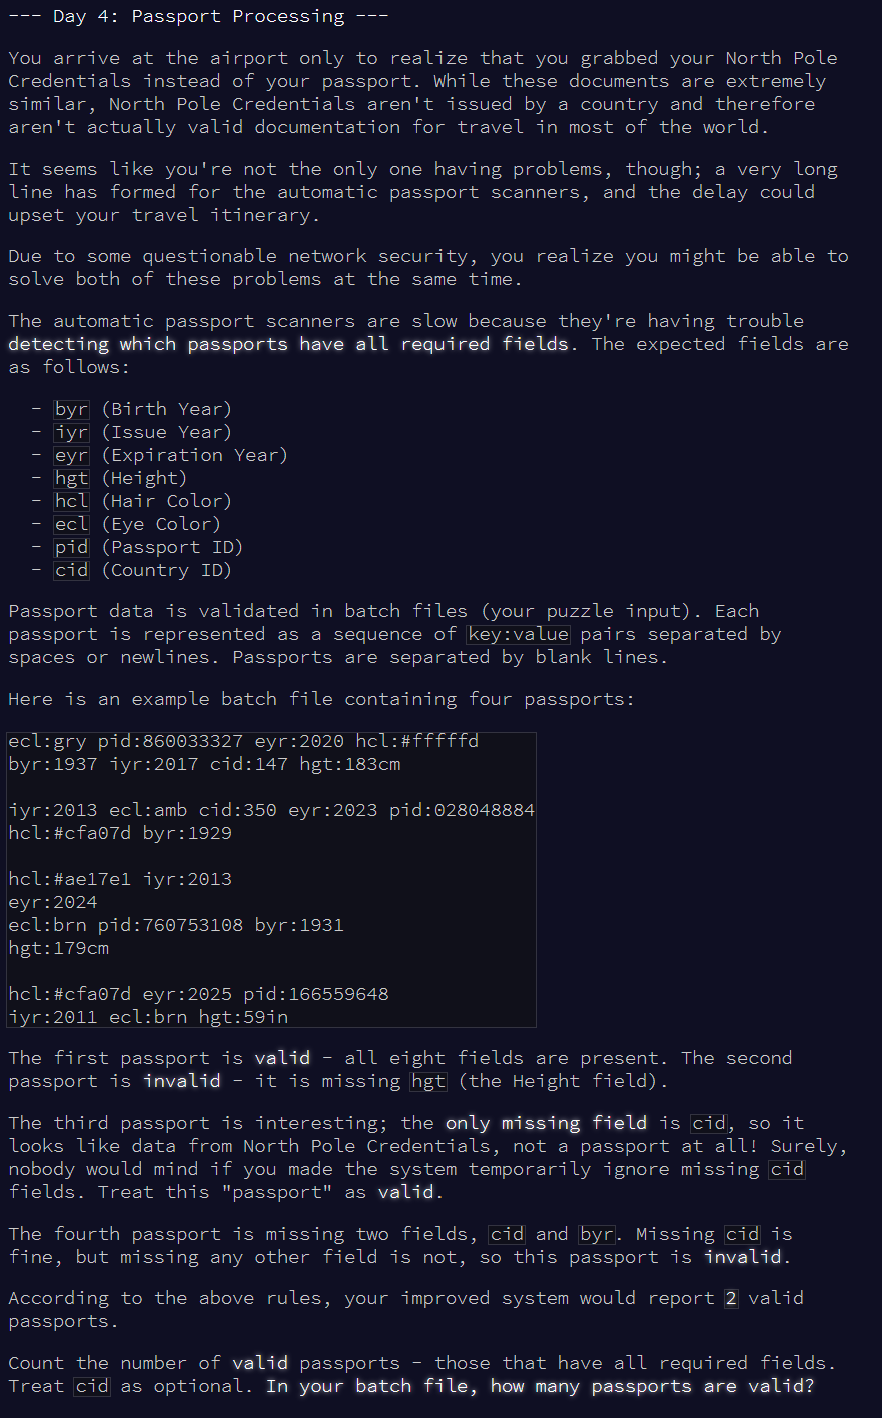 --- Day 4: Passport Processing ---
You arrive at the airport only to realize that you grabbed your North Pole
Credentials instead of your passport. While these documents are extremely
similar, North Pole Credentials aren't issued by a country and therefore
aren't actually valid documentation for travel in most of the world.
It seems like you're not the only one having problems, though; a very long
line has formed for the automatic passport scanners, and the delay could
upset your travel itinerary.
Due to some questionable network security, you realize you might be able to
solve both of these problems at the same time.
The automatic passport scanners are slow because they're having trouble
detecting which passports have all required fields. The expected fields are
as follows:
- byr (Birth Year)
- iyr (Issue Year)
- eyr (Expiration Year)
- hgt (Height)
- hcl (Hair Color)
- ecl (Eye Color)
- pid (Passport ID)
- cid (Country ID)
Passport data is validated in batch files (your puzzle input). Each
passport is represented as a sequence of key:value pairs separated by
spaces or newlines. Passports are separated by blank lines.
Here is an example batch file containing four passports:
ecl:gry pid:860033327 eyr:2020 hcl:#fffffd
byr:1937 iyr:2017 cid:147 hgt:183cm
iyr:2013 ecl:amb cid:350 eyr:2023 pid:028048884
hcl:#cfa07d byr:1929
hcl:#ae17e1 iyr:2013
eyr:2024
ecl:brn pid:760753108 byr:1931
hgt:179cm
hcl:#cfa07d eyr:2025 pid:166559648
iyr:2011 ecl:brn hgt:59in
The first passport is valid - all eight fields are present. The second
passport is invalid - it is missing hgt (the Height field).
The third passport is interesting; the only missing field is cid, so it
looks like data from North Pole Credentials, not a passport at all! Surely,
nobody would mind if you made the system temporarily ignore missing cid
fields. Treat this "passport" as valid.
The fourth passport is missing two fields, cid and byr. Missing cid is
fine, but missing any other field is not, so this passport is invalid.
According to the above rules, your improved system would report 2 valid
passports.
Count the number of valid passports - those that have all required fields.
Treat cid as optional. In your batch file, how many passports are valid?